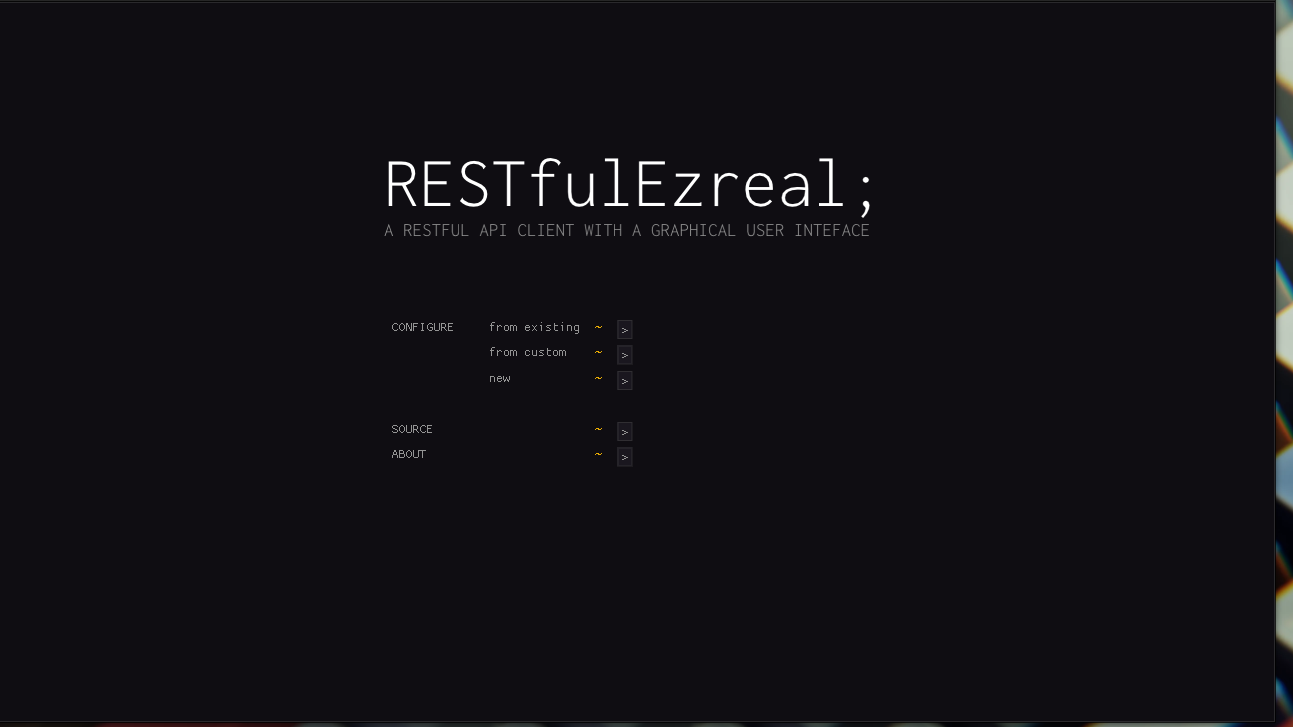 RESTfulEzreal;
A RESTFUL API CLIENT WITH A GRAPHICAL USER INTEFACE
CONFIGURE from existing ~ >
from custom ~ >
new ~ >
SOURCE ~ >
ABOUT ~ >